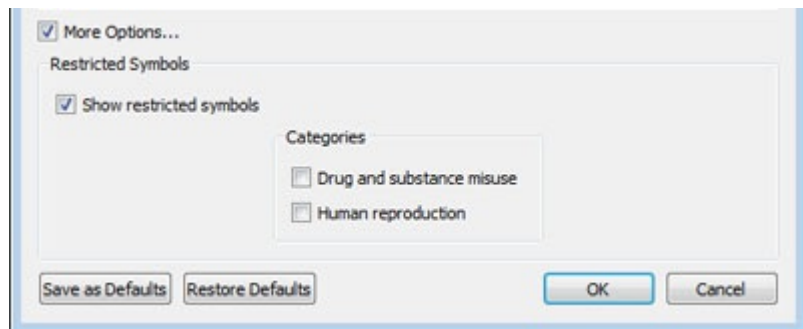 More Options...
Restricted Symbols
Show restricted symbols
Categories
Drug and substance misuse
Human reproduction
Save as Defaults Restore Defaults OK Cancel